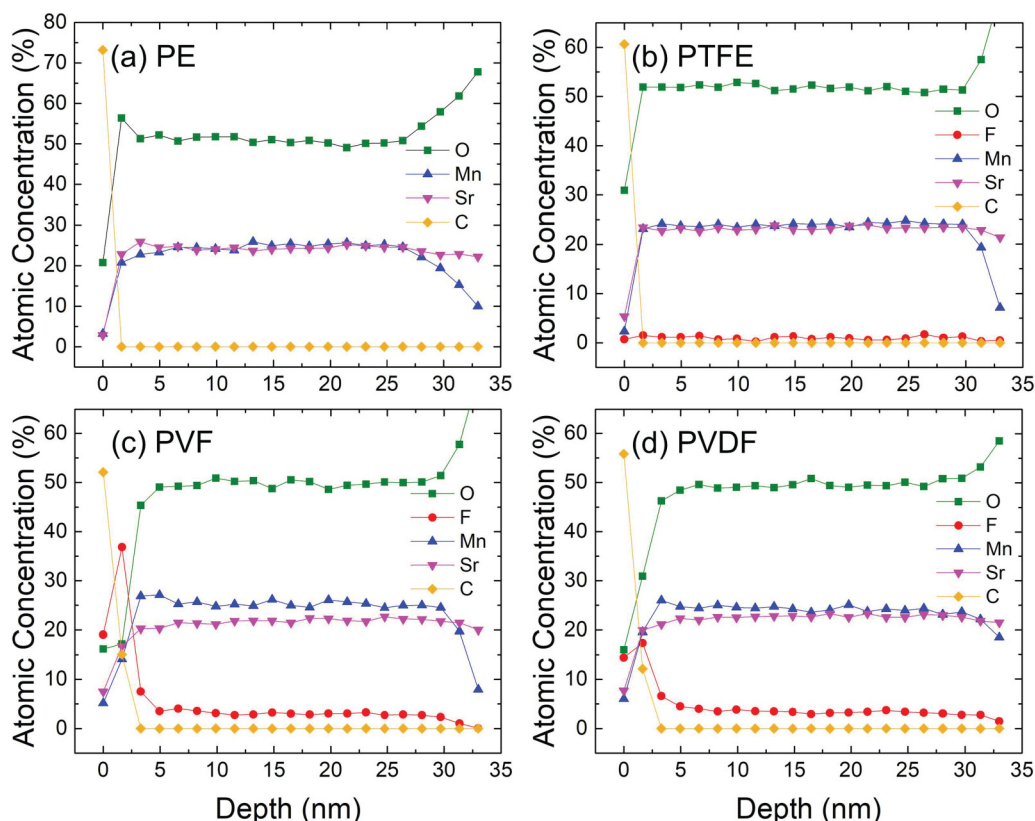 (a) PE
Atomic Concentration (%)
80
70
60
50
40
30
20
10
0
O
Mn
Sr
C
0 5 10 15 20 25 30 35
(b) PTFE
Atomic Concentration (%)
60
50
40
30
20
10
0
O
F
Mn
Sr
C
0 5 10 15 20 25 30 35
(c) PVF
Atomic Concentration (%)
60
50
40
30
20
10
0
O
F
Mn
Sr
C
0 5 10 15 20 25 30 35
Depth (nm)
(d) PVDF
Atomic Concentration (%)
60
50
40
30
20
10
0
O
F
Mn
Sr
C
0 5 10 15 20 25 30 35
Depth (nm)